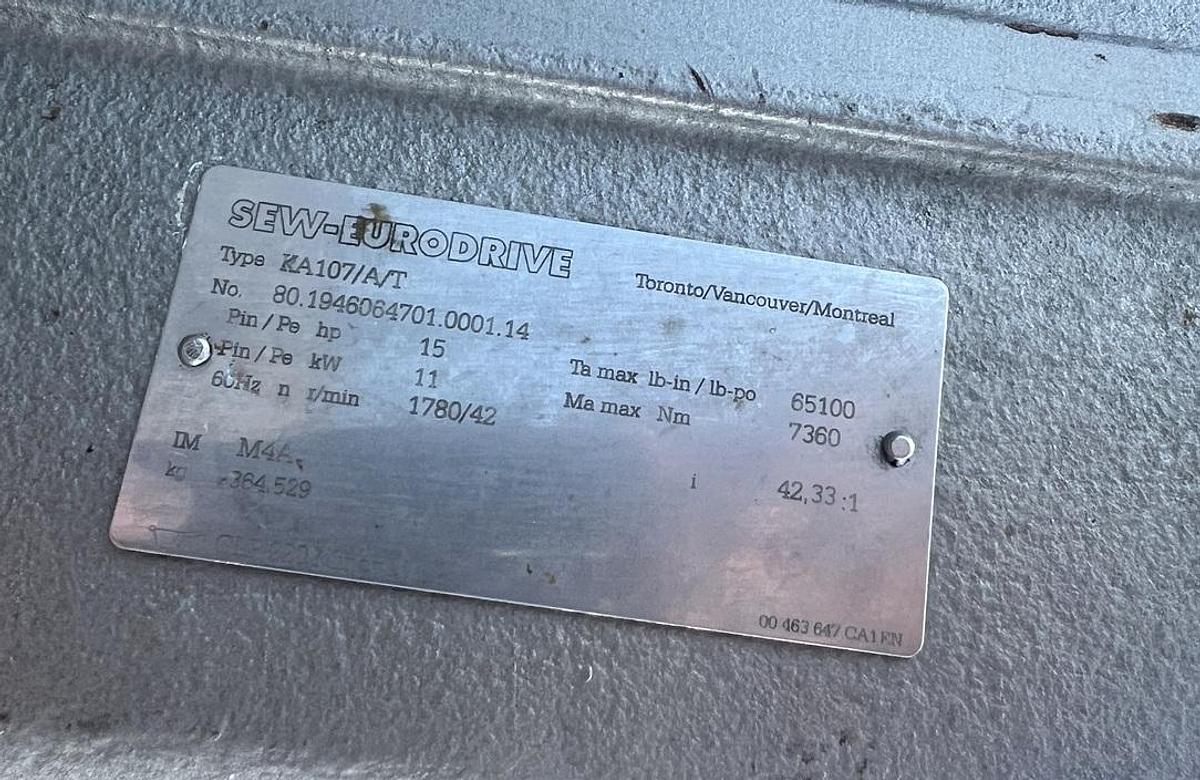 SEW-EURODRIVE
Toronto/Vancouver/Montreal
Type KA107/A/T
No. 80.1946064701.0001.14
Pin / Pe hp 15
Ta max lb-in / lb-po 65100
Pin / Pe kW 11
Ma max Nm 7360
60Hz n r/min 1780/42
IM M4A
i 42,33 :1
kg 364.529
00 463 647 CA1 EN